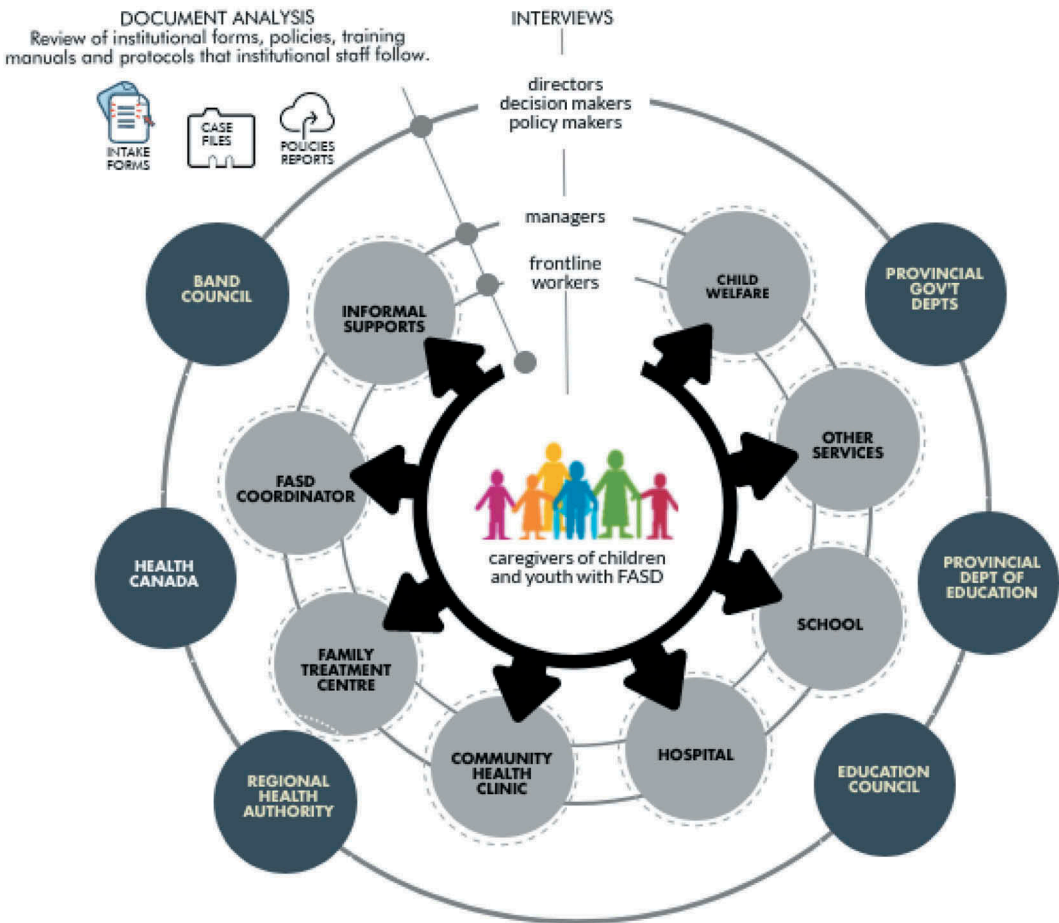 DOCUMENT ANALYSIS
Review of institutional forms, policies, training
manuals and protocols that institutional staff follow.
INTAKE
FORMS
CASE
FILES
POLICIES
REPORTS
INTERVIEWS
directors
decision makers
policy makers
managers
frontline
workers
BAND
COUNCIL
INFORMAL
SUPPORTS
CHILD
WELFARE
PROVINCIAL
GOV'T
DEPTS
FASD
COORDINATOR
OTHER
SERVICES
HEALTH
CANADA
caregivers of children
and youth with FASD
PROVINCIAL
DEPT OF
EDUCATION
FAMILY
TREATMENT
CENTRE
SCHOOL
REGIONAL
HEALTH
AUTHORITY
COMMUNITY
HEALTH
CLINIC
HOSPITAL
EDUCATION
COUNCIL